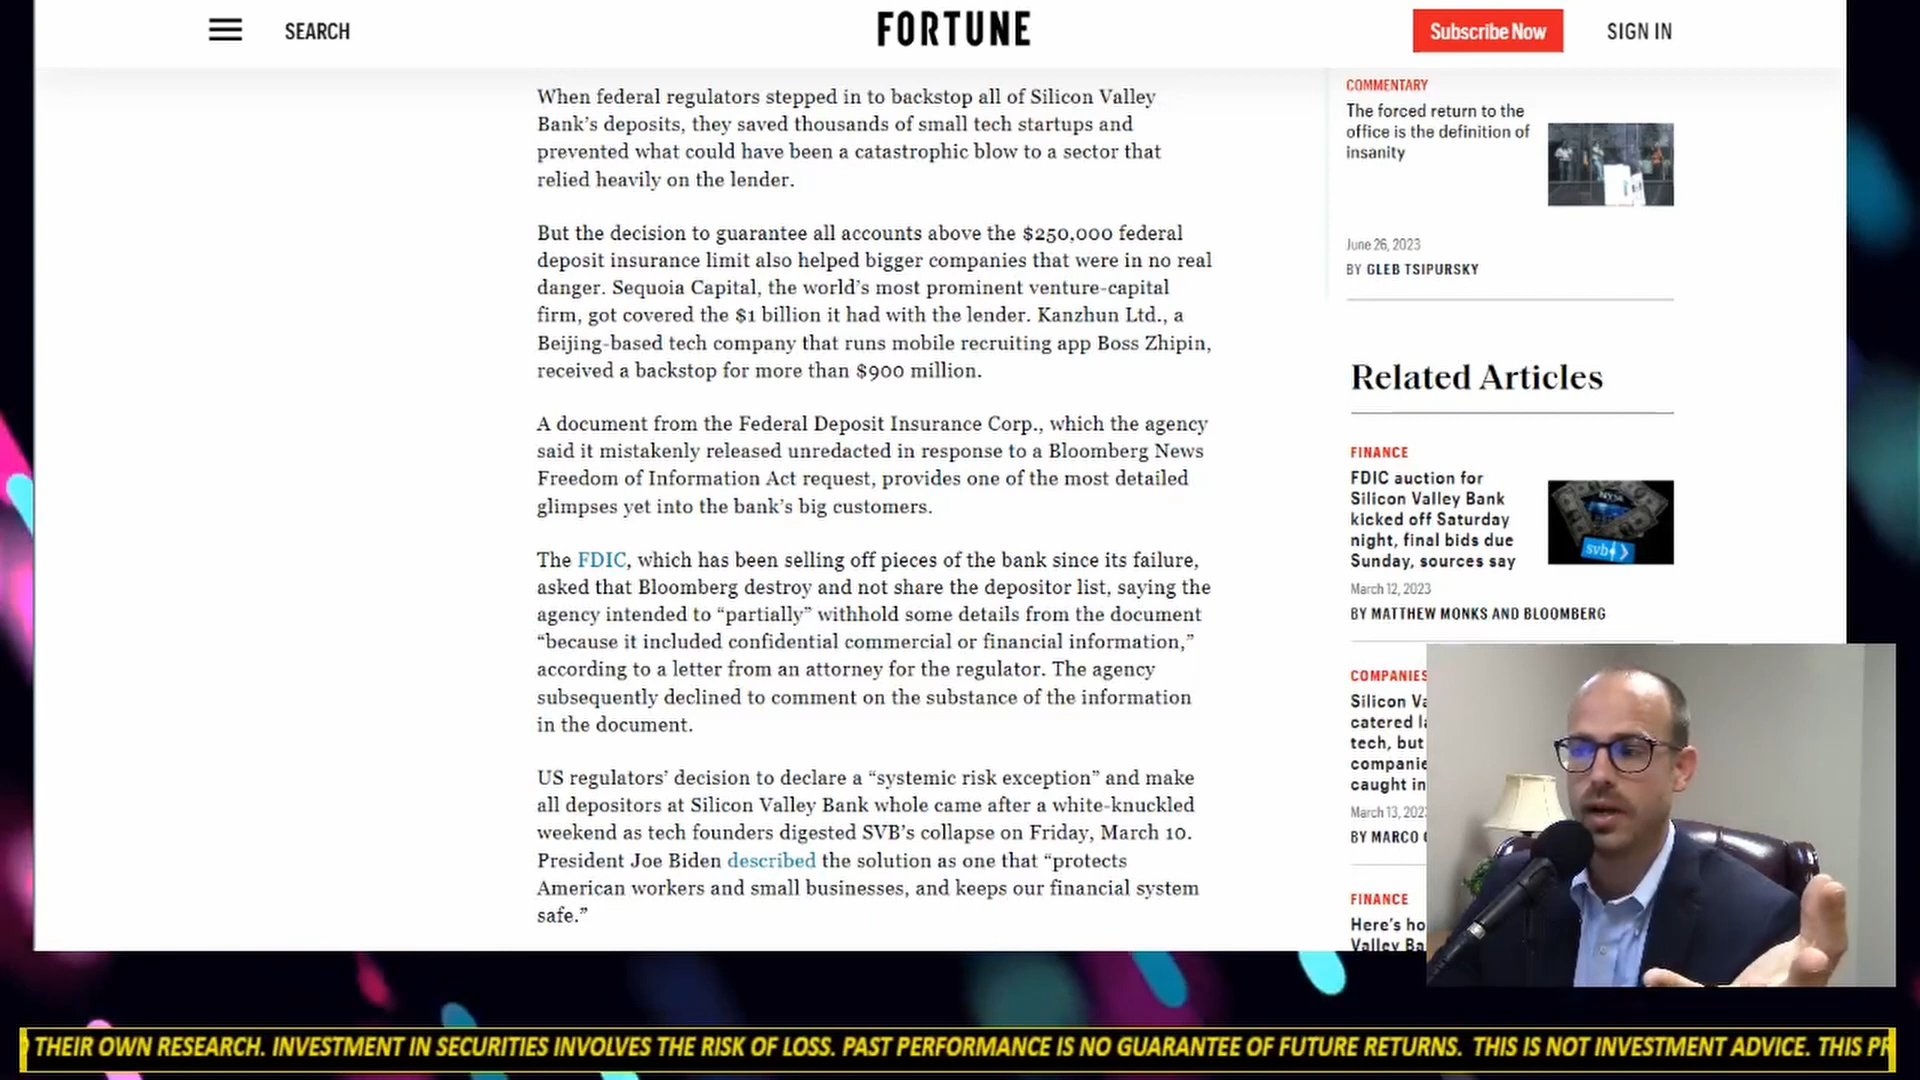 SEARCH
FORTUNE
Subscribe Now
SIGN IN
When federal regulators stepped in to backstop all of Silicon Valley
Bank's deposits, they saved thousands of small tech startups and
prevented what could have been a catastrophic blow to a sector that
relied heavily on the lender.
But the decision to guarantee all accounts above the $250,000 federal
deposit insurance limit also helped bigger companies that were in no real
danger. Sequoia Capital, the world's most prominent venture-capital
firm, got covered the $1 billion it had with the lender. Kanzhun Ltd., a
Beijing-based tech company that runs mobile recruiting app Boss Zhipin,
received a backstop for more than $900 million.
A document from the Federal Deposit Insurance Corp., which the agency
said it mistakenly released unredacted in response to a Bloomberg News
Freedom of Information Act request, provides one of the most detailed
glimpses yet into the bank's big customers.
The FDIC, which has been selling off pieces of the bank since its failure,
asked that Bloomberg destroy and not share the depositor list, saying the
agency intended to “partially” withhold some details from the document
“because it included confidential commercial or financial information,”
according to a letter from an attorney for the regulator. The agency
subsequently declined to comment on the substance of the information
in the document.
US regulators' decision to declare a “systemic risk exception” and make
all depositors at Silicon Valley Bank whole came after a white-knuckled
weekend as tech founders digested SVB's collapse on Friday, March 10.
President Joe Biden described the solution as one that “protects
American workers and small businesses, and keeps our financial system
safe.”
COMMENTARY
The forced return to the
office is the definition of
insanity
June 26, 2023
BY GLEB TSIPURSKY
Related Articles
FINANCE
FDIC auction for
Silicon Valley Bank
kicked off Saturday
night, final bids due
Sunday, sources say
svb
March 12, 2023
BY MATTHEW MONKS AND BLOOMBERG
COMPANIES
Silicon Va
catered la
tech, but
companie
caught in
March 13, 202
BY MARCO
FINANCE
Here's ho
Valley Ba
THEIR OWN RESEARCH. INVESTMENT IN SECURITIES INVOLVES THE RISK OF LOSS. PAST PERFORMANCE IS NO GUARANTEE OF FUTURE RETURNS. THIS IS NOT INVESTMENT ADVICE. THIS PR